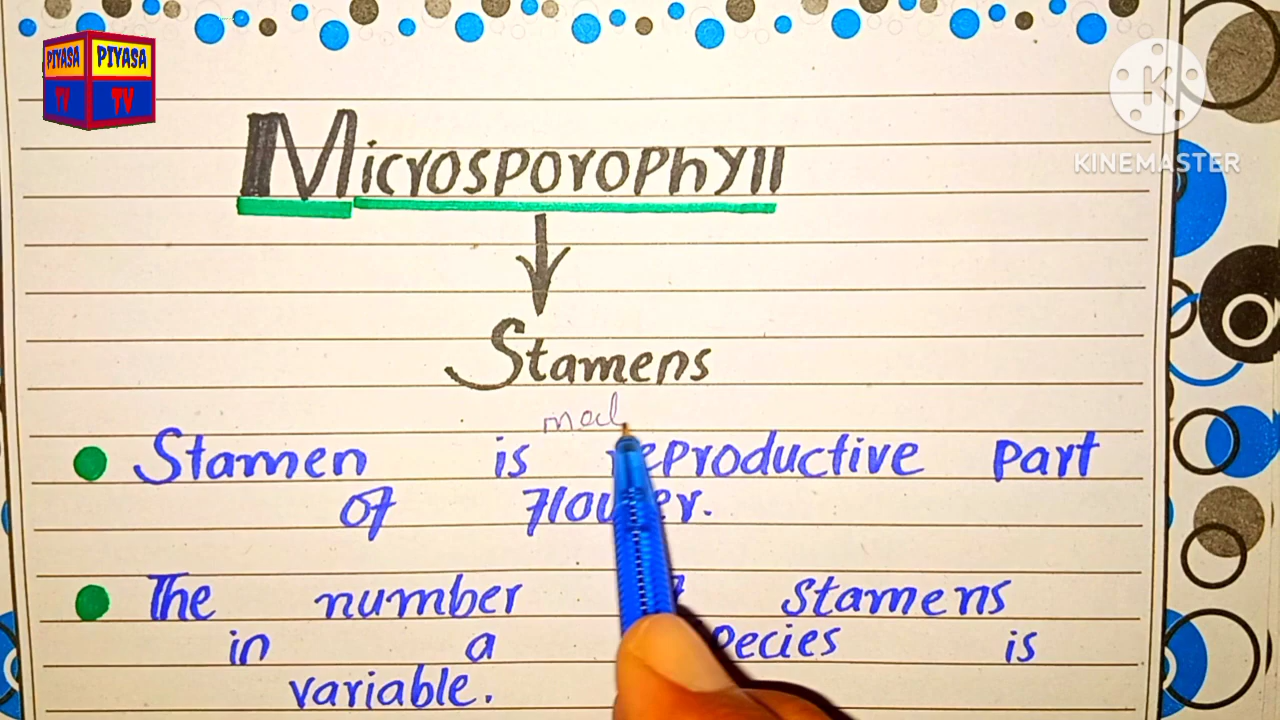 PIYASA PIYASA
TV TV
KINEMASTER
Microsporophyll
Stamens
Stamen is reproductive part
of flower.
The number stamens
in a is
variable.